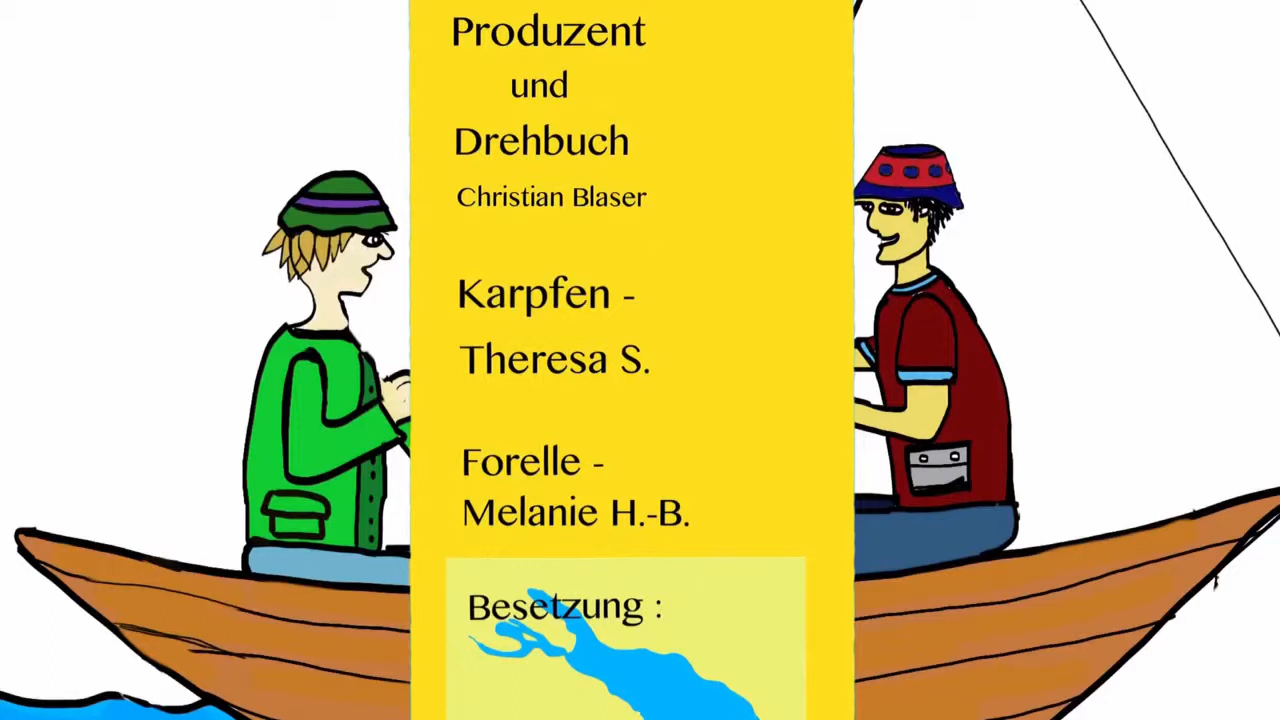 Produzent
und
Drehbuch
Christian Blaser
Karpfen -
Theresa S.
Forelle -
Melanie H.-B.
Besetzung :